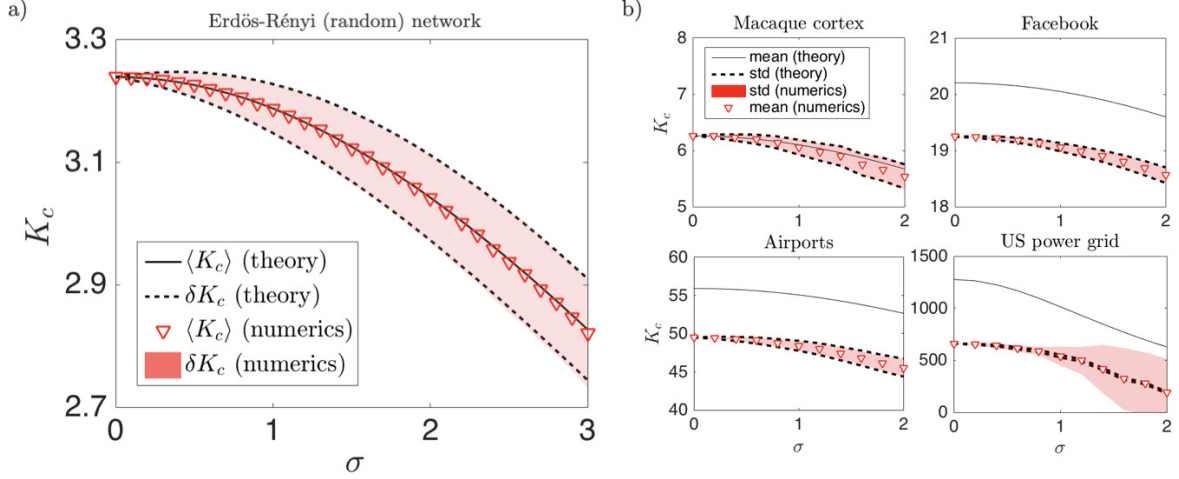 a)
Erdös-Rényi (random) network
3.3
3.1
2.9
2.7
K_c
0
1
2
3
σ
⟨K_c⟩ (theory)
δK_c (theory)
⟨K_c⟩ (numerics)
δK_c (numerics)
b)
Macaque cortex
8
7
6
5
K_c
0
1
2
mean (theory)
std (theory)
std (numerics)
mean (numerics)
Facebook
21
20
19
18
0
1
2
Airports
60
55
50
45
40
K_c
0
1
2
σ
US power grid
1500
1000
500
0
0
1
2
σ